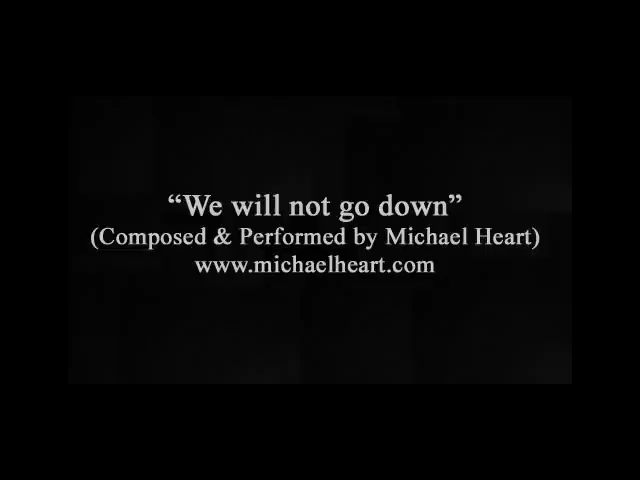 “We will not go down”
(Composed & Performed by Michael Heart)
www.michaelheart.com